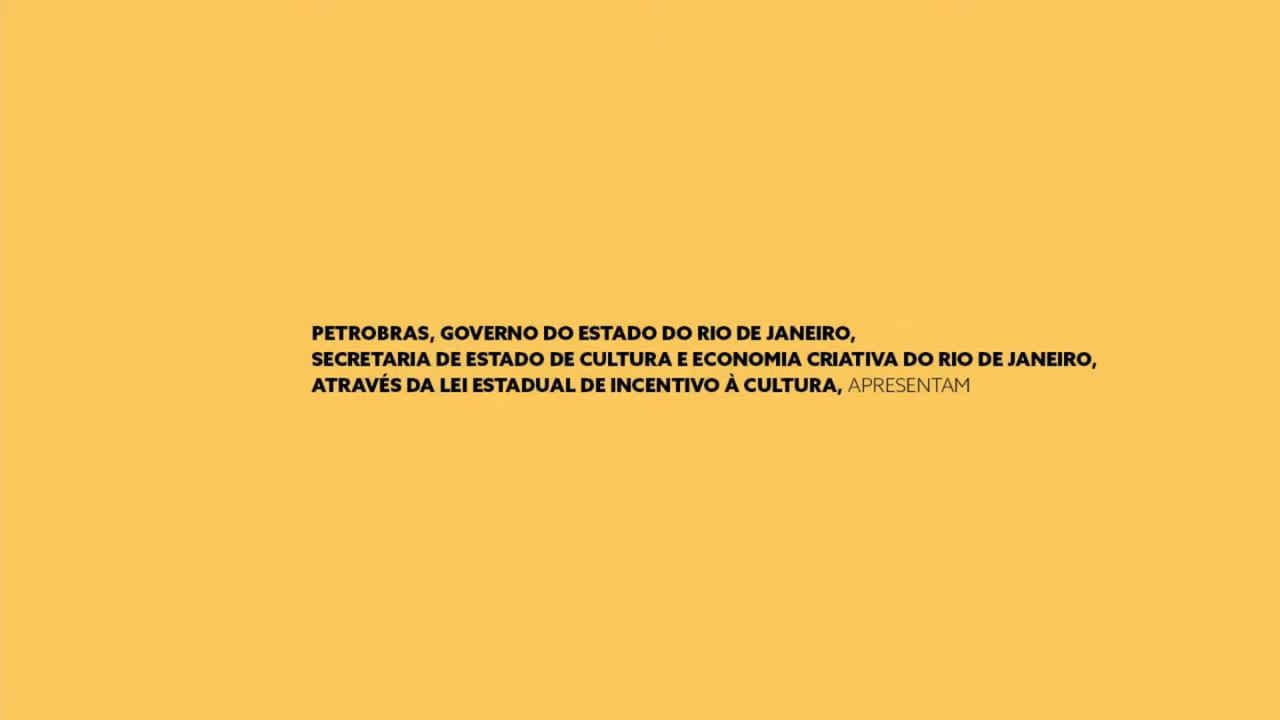 PETROBRAS, GOVERNO DO ESTADO DO RIO DE JANEIRO,
SECRETARIA DE ESTADO DE CULTURA E ECONOMIA CRIATIVA DO RIO DE JANEIRO,
ATRAVÉS DA LEI ESTADUAL DE INCENTIVO À CULTURA, APRESENTAM